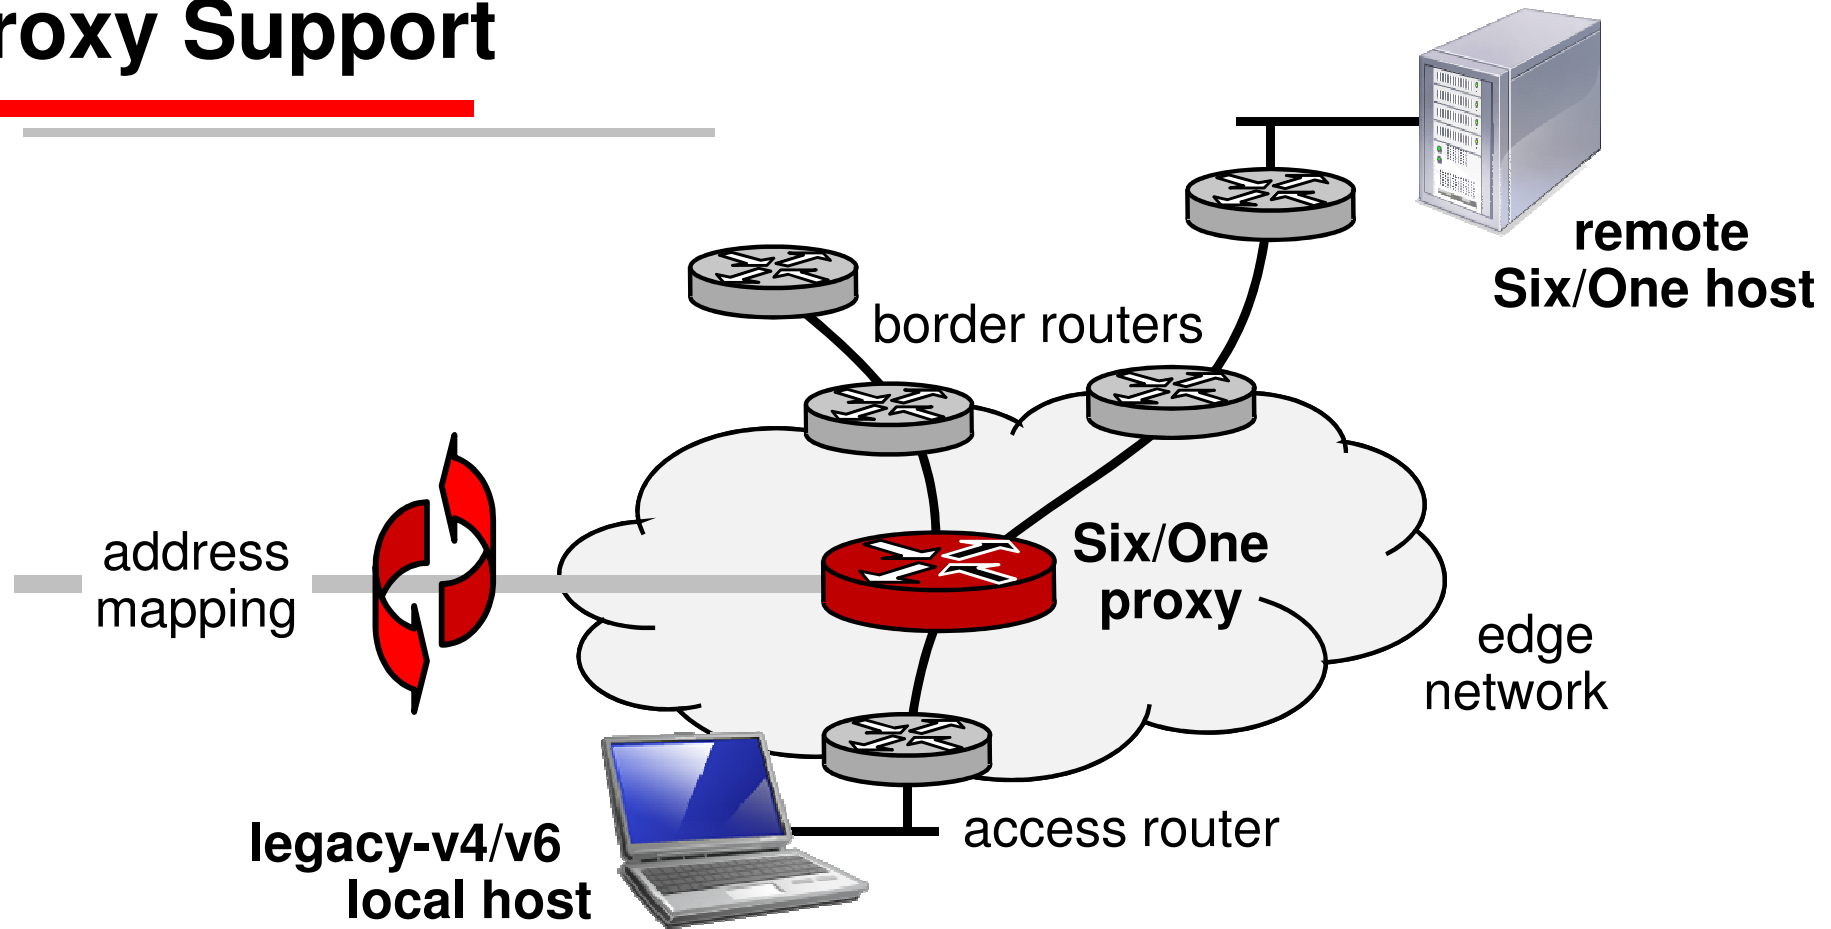 roxy Support
remote
Six/One host
border routers
Six/One
proxy
address
mapping
edge
network
access router
legacy-v4/v6
local host